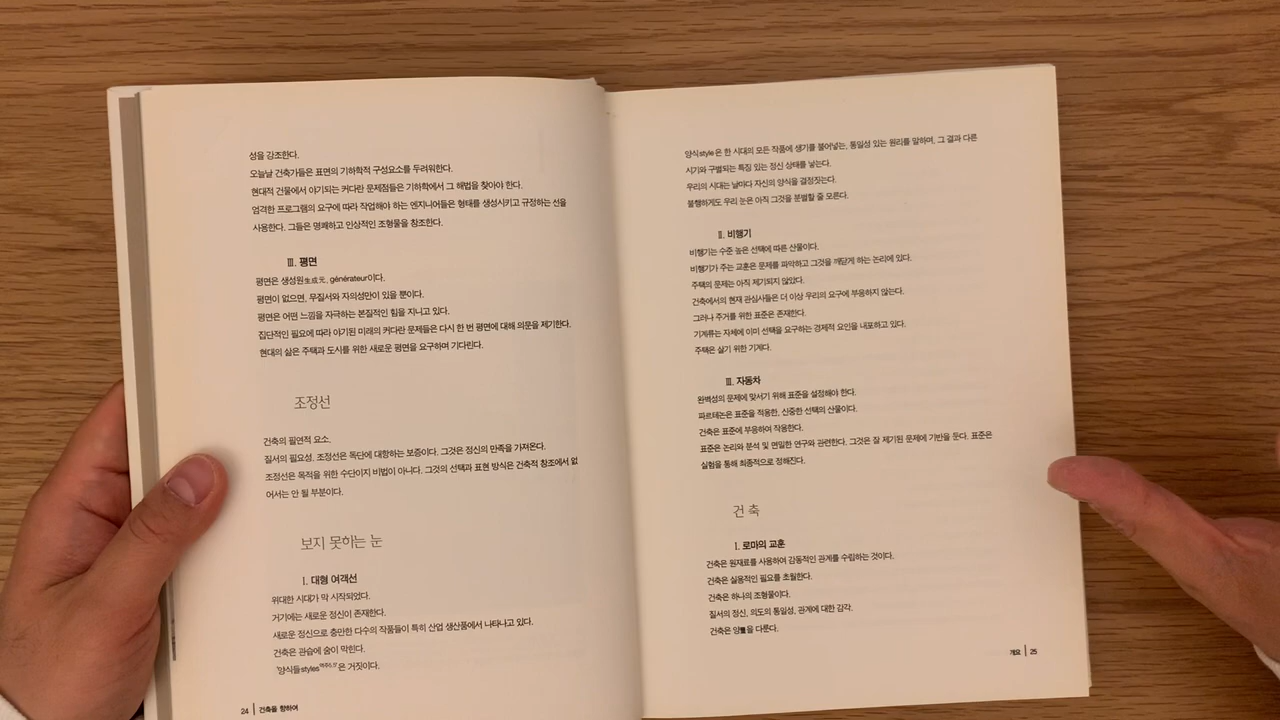 성을 강조한다.
오늘날 건축가들은 표면의 기하학적 구성요소를 두려워한다.
현대적 건물에서 야기되는 커다란 문제점들은 기하학에서 그 해법을 찾아야 한다.
엄격한 프로그램의 요구에 따라 작업해야 하는 엔지니어들은 형태를 생성시키고 규정하는 선을
사용한다. 그들은 명쾌하고 인상적인 조형물을 창조한다.
Ⅲ. 평면
평면은 생성원生成元, générateur이다.
평면이 없으면, 무질서와 자의성만이 있을 뿐이다.
평면은 어떤 느낌을 자극하는 본질적인 힘을 지니고 있다.
집단적인 필요에 따라 야기된 미래의 커다란 문제들은 다시 한 번 평면에 대해 의문을 제기한다.
현대의 삶은 주택과 도시를 위한 새로운 평면을 요구하며 기다린다.
조정선
건축의 필연적 요소.
질서의 필요성. 조정선은 독단에 대항하는 보증이다. 그것은 정신의 만족을 가져온다.
조정선은 목적을 위한 수단이지 비법이 아니다. 그것의 선택과 표현 방식은 건축적 창조에서 없
어서는 안 될 부분이다.
보지 못하는 눈
Ⅰ. 대형 여객선
위대한 시대가 막 시작되었다.
거기에는 새로운 정신이 존재한다.
새로운 정신으로 충만한 다수의 작품들이 특히 산업 생산품에서 나타나고 있다.
건축은 관습에 숨이 막힌다.
'양식들styles'은 거짓이다.
24 | 건축을 향하여
양식style은 한 시대의 모든 작품에 생기를 불어넣는, 통일성 있는 원리를 말하며, 그 결과 다른
시기와 구별되는 특징 있는 정신 상태를 낳는다.
우리의 시대는 날마다 자신의 양식을 결정짓는다.
불행하게도 우리 눈은 아직 그것을 분별할 줄 모른다.
Ⅱ. 비행기
비행기는 수준 높은 선택에 따른 산물이다.
비행기가 주는 교훈은 문제를 파악하고 그것을 깨닫게 하는 논리에 있다.
주택의 문제는 아직 제기되지 않았다.
건축에서의 현재 관심사들은 더 이상 우리의 요구에 부응하지 않는다.
그러나 주거를 위한 표준은 존재한다.
기계류는 자체에 이미 선택을 요구하는 경제적 요인을 내포하고 있다.
주택은 살기 위한 기계다.
Ⅲ. 자동차
완벽성의 문제에 맞서기 위해 표준을 설정해야 한다.
파르테논은 표준을 적용한, 신중한 선택의 산물이다.
건축은 표준에 부응하여 작용한다.
표준은 논리와 분석 및 면밀한 연구와 관련한다. 그것은 잘 제기된 문제에 기반을 둔다. 표준은
실험을 통해 최종적으로 정해진다.
건 축
Ⅰ. 로마의 교훈
건축은 원재료를 사용하여 감동적인 관계를 수립하는 것이다.
건축은 실용적인 필요를 초월한다.
건축은 하나의 조형물이다.
질서의 정신, 의도의 통일성, 관계에 대한 감각.
건축은 양量을 다룬다.
개요 | 25